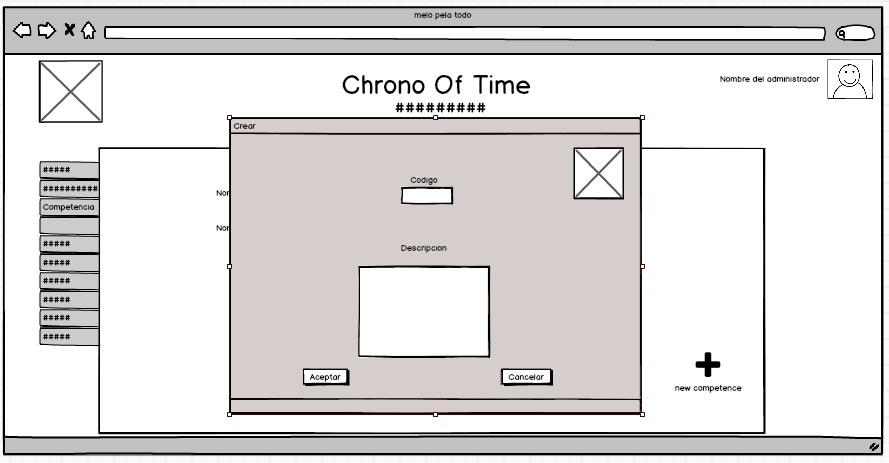 melo pela todo
Chrono Of Time
#########
Nombre del administrador
Crear
#####
##########
Competencia
#####
#####
#####
#####
#####
#####
Nor
Nor
Codigo
Descripcion
Aceptar
Cancelar
new competence